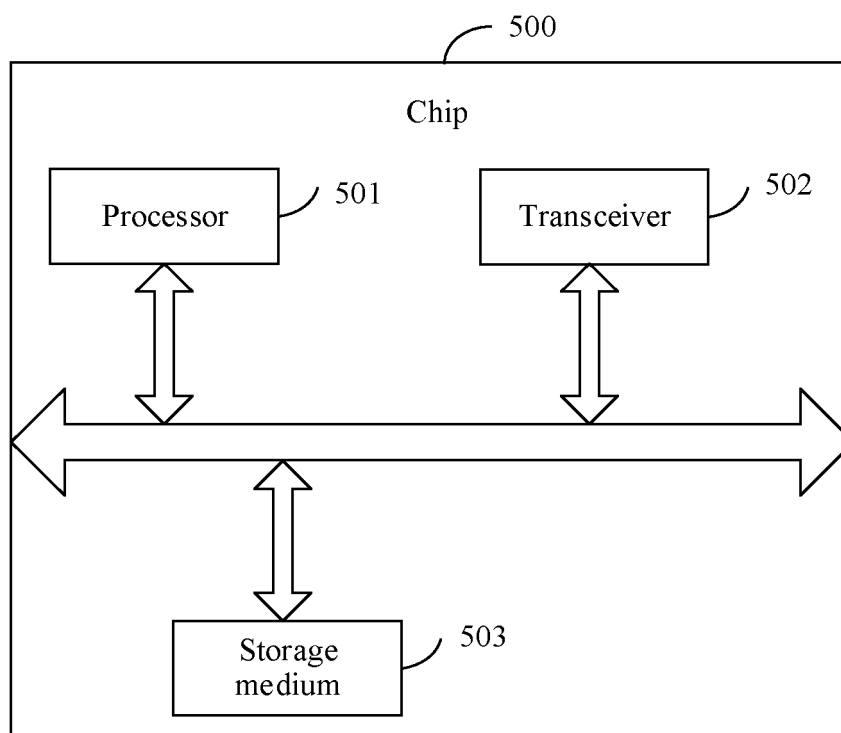 500
Chip
Processor
501
Transceiver
502
Storage
medium
503